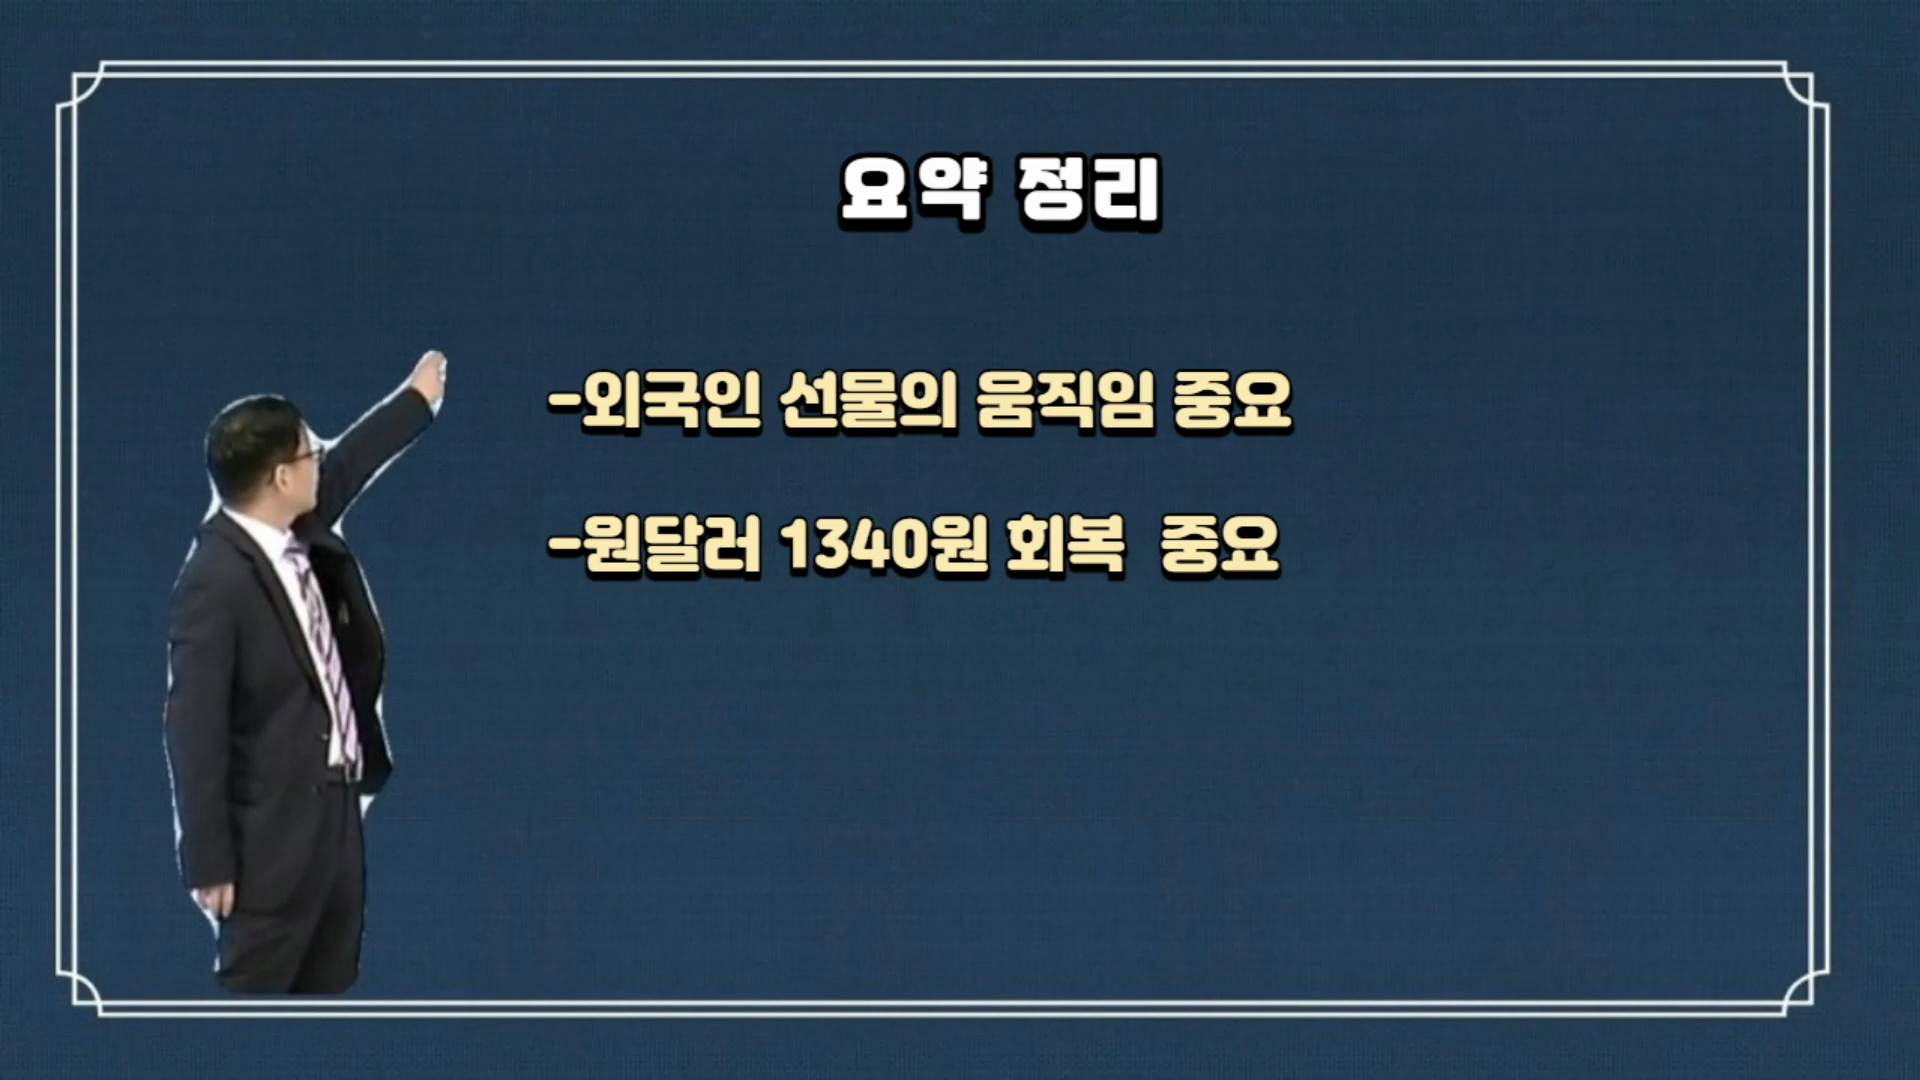 요약 정리
-외국인 선물의 움직임 중요
-원달러 1340원 회복 중요